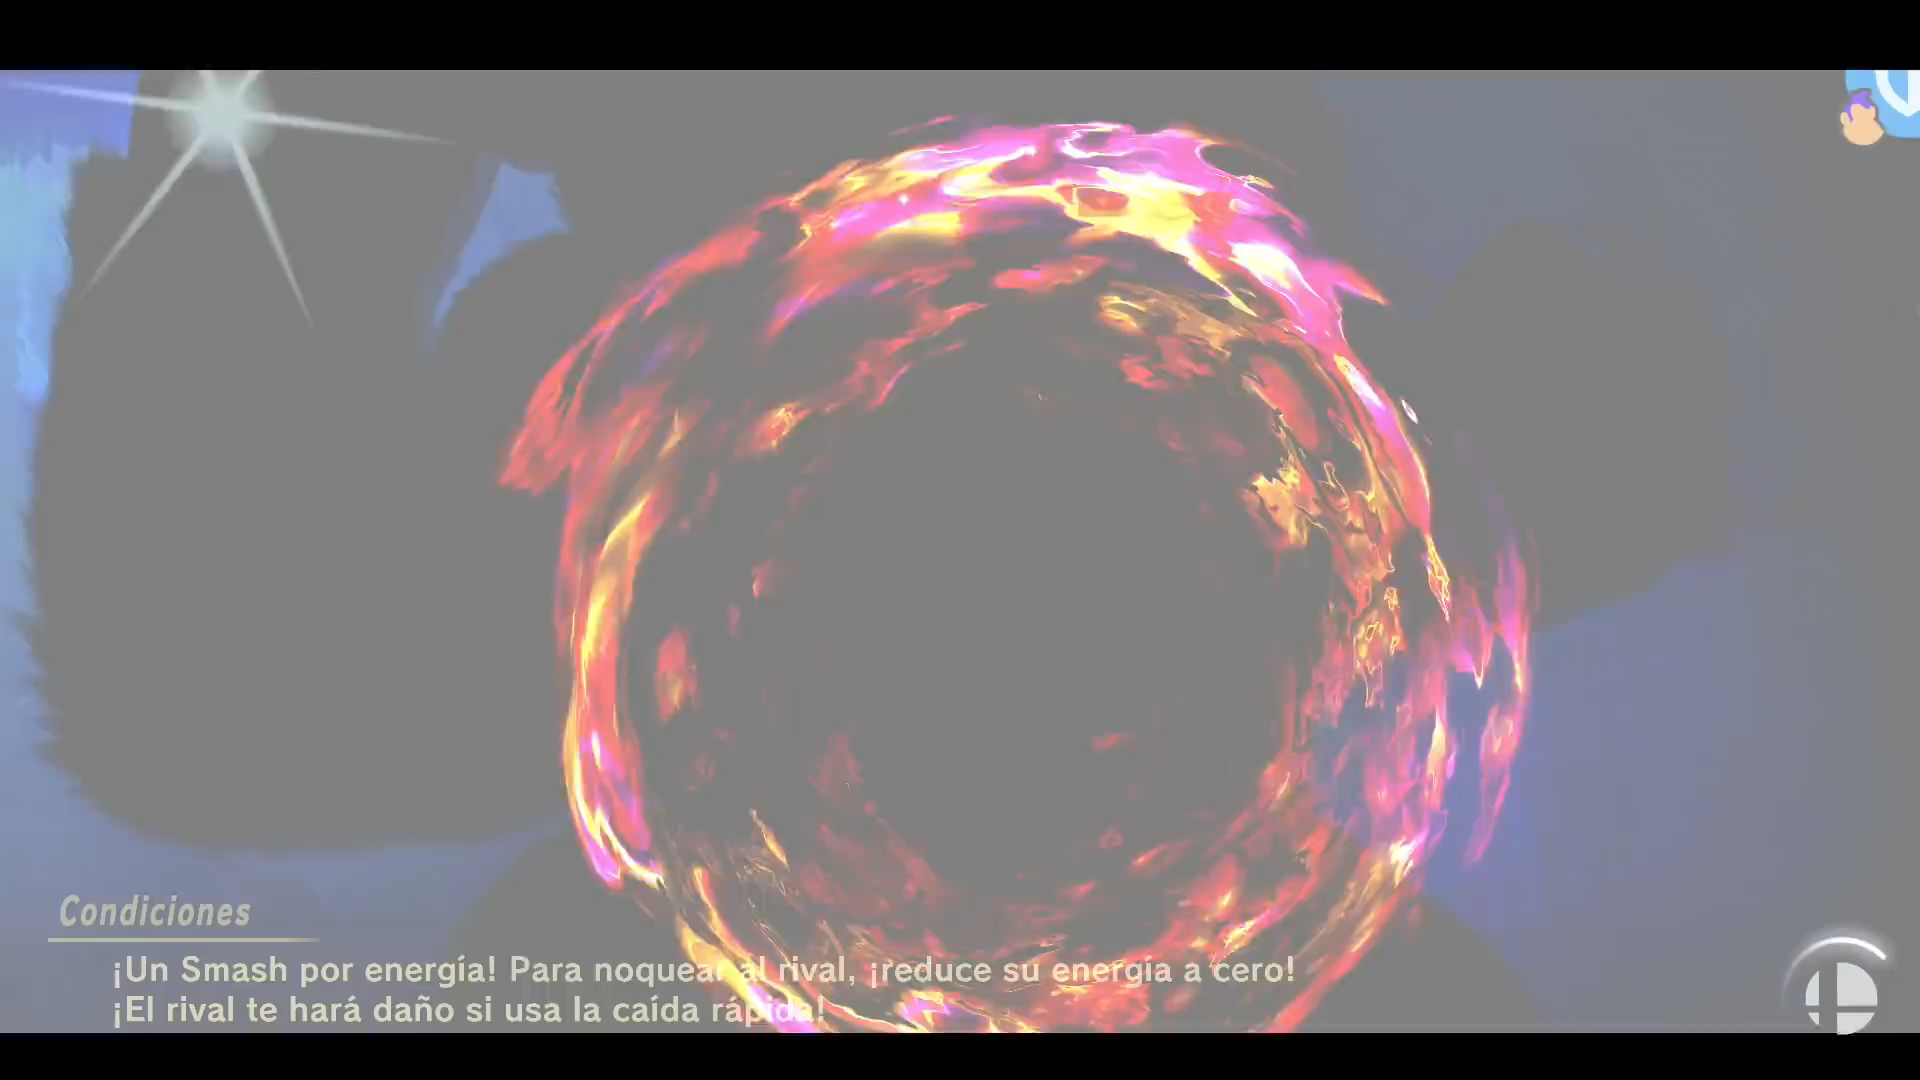 Condiciones
¡Un Smash por energía! Para noquear al rival, ¡reduce su energía a cero!
¡El rival te hará daño si usa la caída rápida!